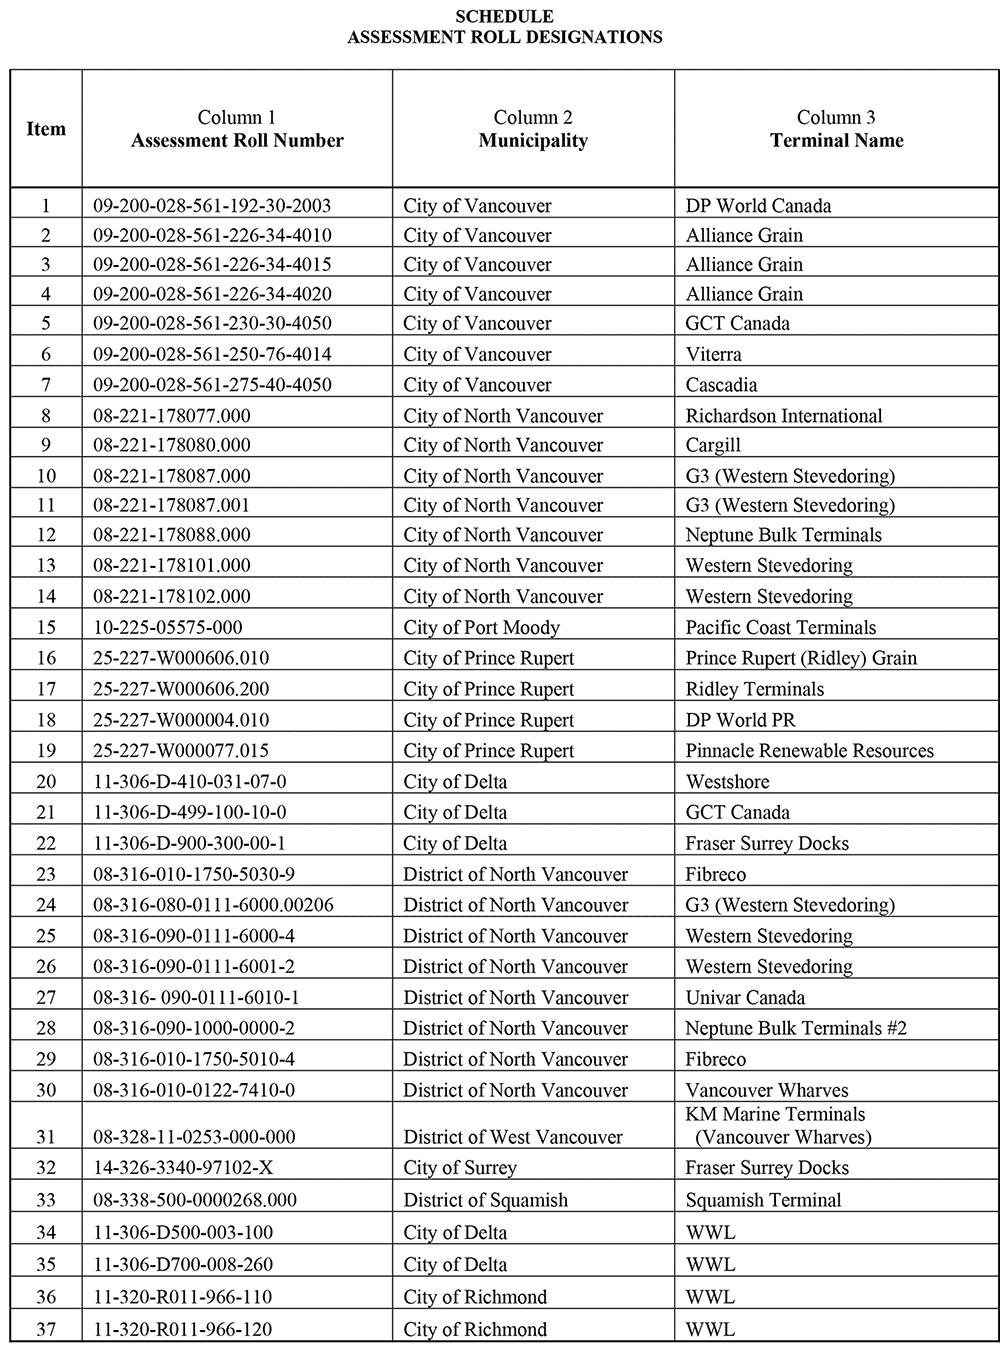 SCHEDULE
ASSESSMENT ROLL DESIGNATIONS
Item
Column 1
Assessment Roll Number
Column 2
Municipality
Column 3
Terminal Name
1 09-200-028-561-192-30-2003 City of Vancouver DP World Canada
2 09-200-028-561-226-34-4010 City of Vancouver Alliance Grain
3 09-200-028-561-226-34-4015 City of Vancouver Alliance Grain
4 09-200-028-561-226-34-4020 City of Vancouver Alliance Grain
5 09-200-028-561-230-30-4050 City of Vancouver GCT Canada
6 09-200-028-561-250-76-4014 City of Vancouver Viterra
7 09-200-028-561-275-40-4050 City of Vancouver Cascadia
8 08-221-178077.000 City of North Vancouver Richardson International
9 08-221-178080.000 City of North Vancouver Cargill
10 08-221-178087.000 City of North Vancouver G3 (Western Stevedoring)
11 08-221-178087.001 City of North Vancouver G3 (Western Stevedoring)
12 08-221-178088.000 City of North Vancouver Neptune Bulk Terminals
13 08-221-178101.000 City of North Vancouver Western Stevedoring
14 08-221-178102.000 City of North Vancouver Western Stevedoring
15 10-225-05575-000 City of Port Moody Pacific Coast Terminals
16 25-227-W000606.010 City of Prince Rupert Prince Rupert (Ridley) Grain
17 25-227-W000606.200 City of Prince Rupert Ridley Terminals
18 25-227-W000004.010 City of Prince Rupert DP World PR
19 25-227-W000077.015 City of Prince Rupert Pinnacle Renewable Resources
20 11-306-D-410-031-07-0 City of Delta Westshore
21 11-306-D-499-100-10-0 City of Delta GCT Canada
22 11-306-D-900-300-00-1 City of Delta Fraser Surrey Docks
23 08-316-010-1750-5030-9 District of North Vancouver Fibreco
24 08-316-080-0111-6000.00206 District of North Vancouver G3 (Western Stevedoring)
25 08-316-090-0111-6000-4 District of North Vancouver Western Stevedoring
26 08-316-090-0111-6001-2 District of North Vancouver Western Stevedoring
27 08-316- 090-0111-6010-1 District of North Vancouver Univar Canada
28 08-316-090-1000-0000-2 District of North Vancouver Neptune Bulk Terminals #2
29 08-316-010-1750-5010-4 District of North Vancouver Fibreco
30 08-316-010-0122-7410-0 District of North Vancouver Vancouver Wharves
KM Marine Terminals
31 08-328-11-0253-000-000 District of West Vancouver (Vancouver Wharves)
32 14-326-3340-97102-X City of Surrey Fraser Surrey Docks
33 08-338-500-0000268.000 District of Squamish Squamish Terminal
34 11-306-D500-003-100 City of Delta WWL
35 11-306-D700-008-260 City of Delta WWL
36 11-320-R011-966-110 City of Richmond WWL
37 11-320-R011-966-120 City of Richmond WWL